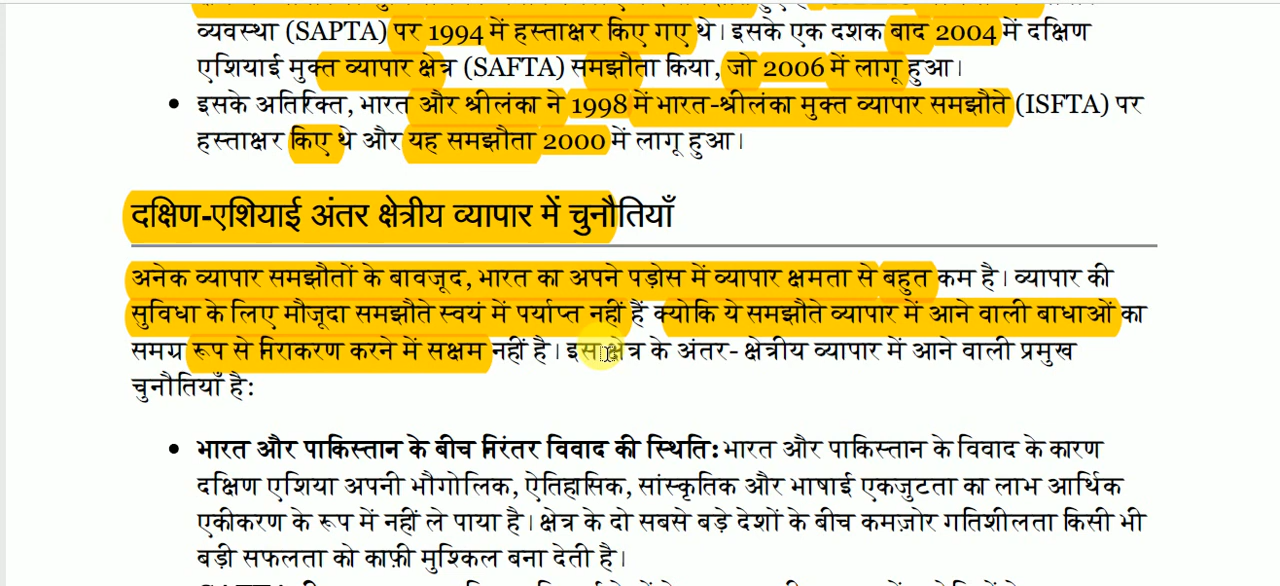 व्यवस्था (SAPTA) पर 1994 में हस्ताक्षर किए गए थे। इसके एक दशक बाद 2004 में दक्षिण
एशियाई मुक्त व्यापार क्षेत्र (SAFTA) समझौता किया, जो 2006 में लागू हुआ।
• इसके अतिरिक्त, भारत और श्रीलंका ने 1998 में भारत-श्रीलंका मुक्त व्यापार समझौते (ISFTA) पर
हस्ताक्षर किए थे और यह समझौता 2000 में लागू हुआ।
दक्षिण-एशियाई अंतर क्षेत्रीय व्यापार में चुनौतियाँ
अनेक व्यापार समझौतों के बावजूद, भारत का अपने पड़ोस में व्यापार क्षमता से बहुत कम है। व्यापार की
सुविधा के लिए मौजूदा समझौते स्वयं में पर्याप्त नहीं हैं क्योकि ये समझौते व्यापार में आने वाली बाधाओं का
समग्र रूप से निराकरण करने में सक्षम नहीं है। इस क्षेत्र के अंतर- क्षेत्रीय व्यापार में आने वाली प्रमुख
चुनौतियाँ है:
• भारत और पाकिस्तान के बीच निरंतर विवाद की स्थिति: भारत और पाकिस्तान के विवाद के कारण
दक्षिण एशिया अपनी भौगोलिक, ऐतिहासिक, सांस्कृतिक और भाषाई एकजुटता का लाभ आर्थिक
एकीकरण के रूप में नहीं ले पाया है। क्षेत्र के दो सबसे बड़े देशों के बीच कमज़ोर गतिशीलता किसी भी
बड़ी सफलता को काफ़ी मुश्किल बना देती है।